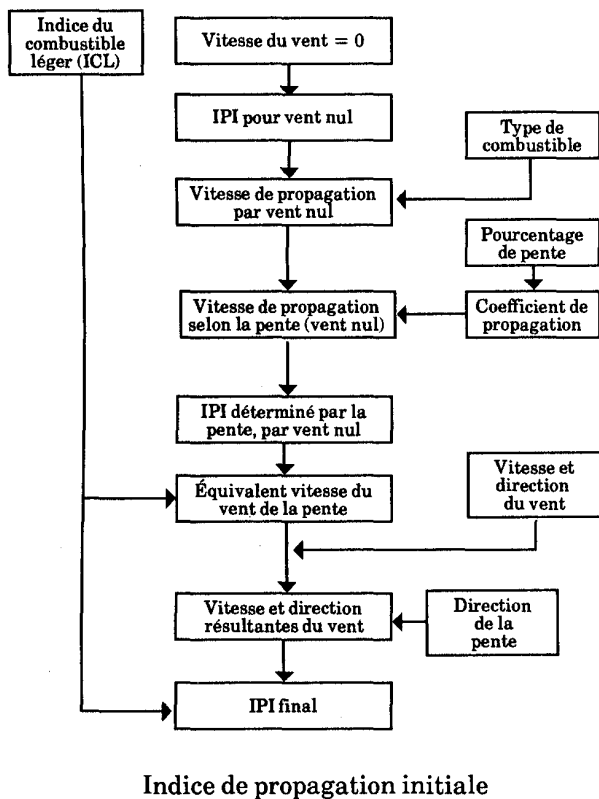 Indice du
combustible
léger (ICL)
Vitesse du vent = 0
IPI pour vent nul
Type de
combustible
Vitesse de propagation
par vent nul
Pourcentage
de pente
Vitesse de propagation
selon la pente (vent nul)
Coefficient de
propagation
IPI déterminé par la
pente, par vent nul
Vitesse et
direction
du vent
Équivalent vitesse du
vent de la pente
Vitesse et direction
résultantes du vent
Direction
de la
pente
IPI final
Indice de propagation initiale